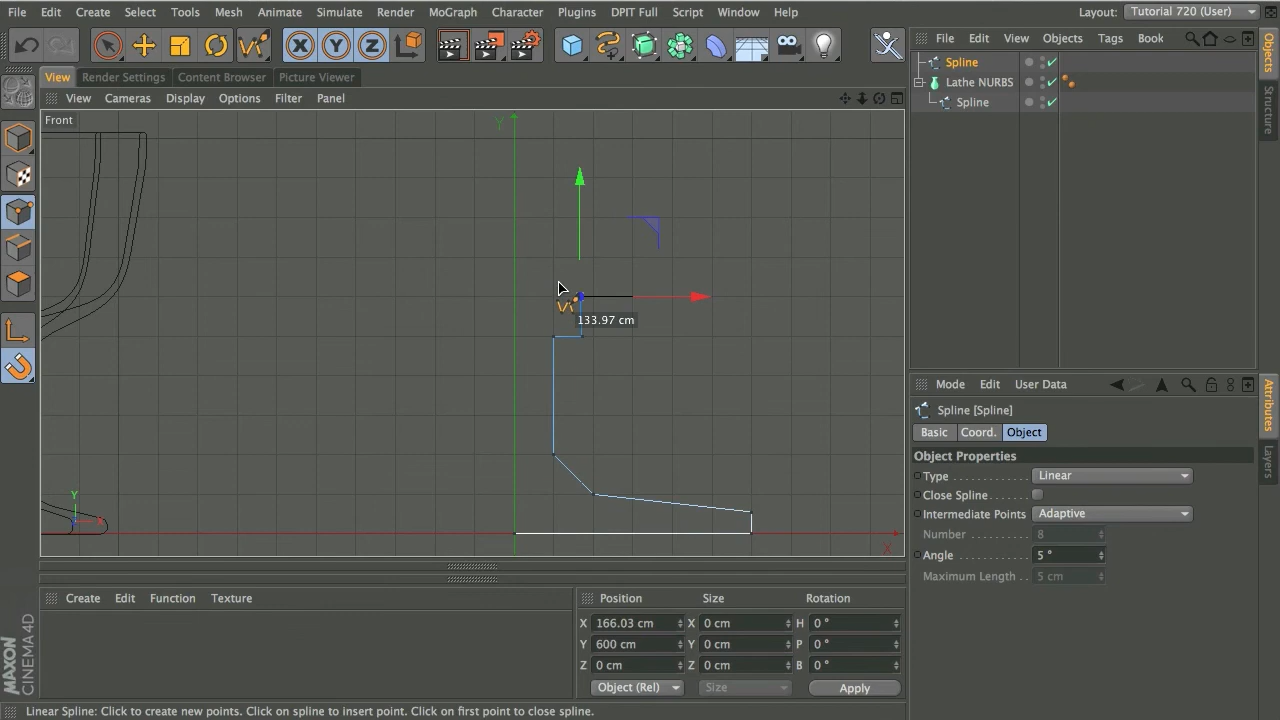 File Edit Create Select Tools Mesh Animate Simulate Render MoGraph Character Plugins DPIT Full Script Window Help Layout: Tutorial 720 (User)
X Y Z
View Render Settings Content Browser Picture Viewer
View Cameras Display Options Filter Panel
Front
Y
133.97 cm
Y
X
X
File Edit View Objects Tags Book
Spline
Lathe NURBS
Spline
Objects
Structure
Mode Edit User Data
Spline [Spline]
Basic Coord. Object
Object Properties
Type Linear
Close Spline
Intermediate Points Adaptive
Number 8
Angle 5 °
Maximum Length 5 cm
Attributes
Layers
Create Edit Function Texture
Position Size Rotation
X 166.03 cm X 0 cm H 0 °
Y 600 cm Y 0 cm P 0 °
Z 0 cm Z 0 cm B 0 °
Object (Rel) Size Apply
MAXON
CINEMA 4D
Linear Spline: Click to create new points. Click on spline to insert point. Click on first point to close spline.